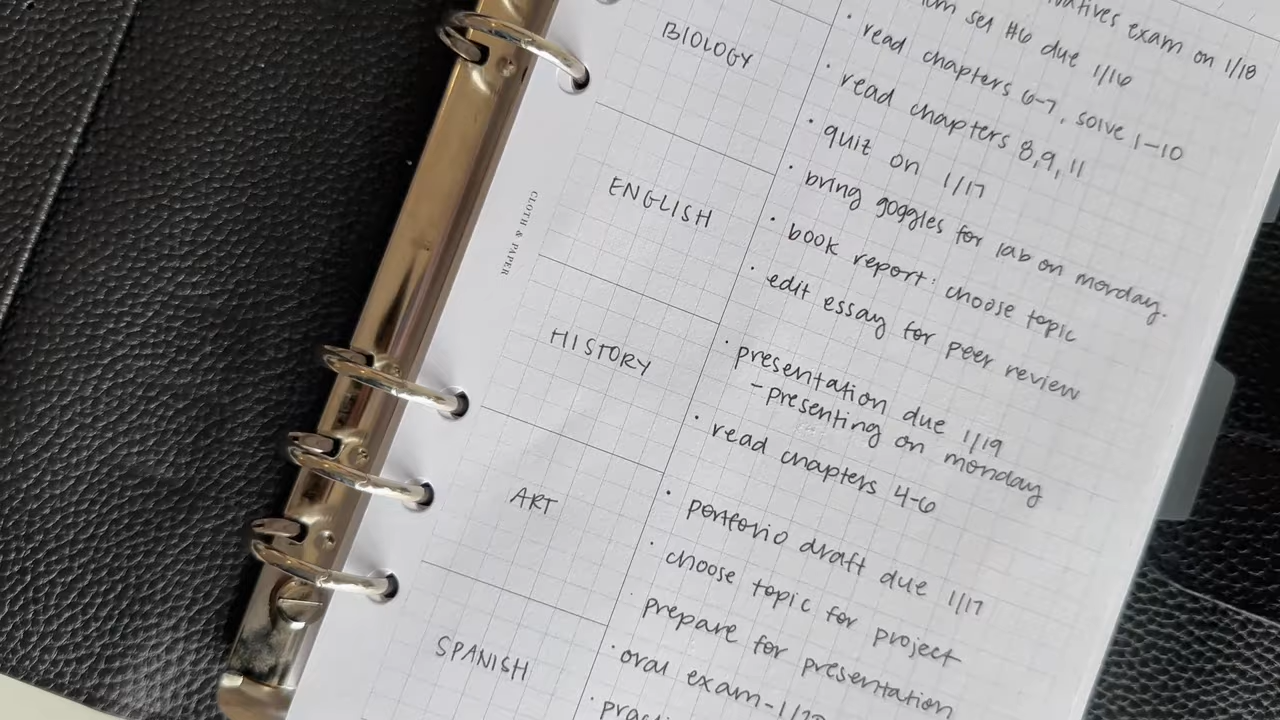 exam on 1/18
set #6 due 1/16
• read chapters 6-7, solve 1-10
BIOLOGY
• read chapters 8,9,11
• quiz on 1/17
• bring goggles for lab on monday.
ENGLISH
• book report: choose topic
• edit essay for peer review
HISTORY
• presentation due 1/19
- presenting on monday
• read chapters 4-6
ART
• portfolio draft due 1/17
• choose topic for project
• prepare for presentation
SPANISH
• oral exam -
CLOTH & PAPER